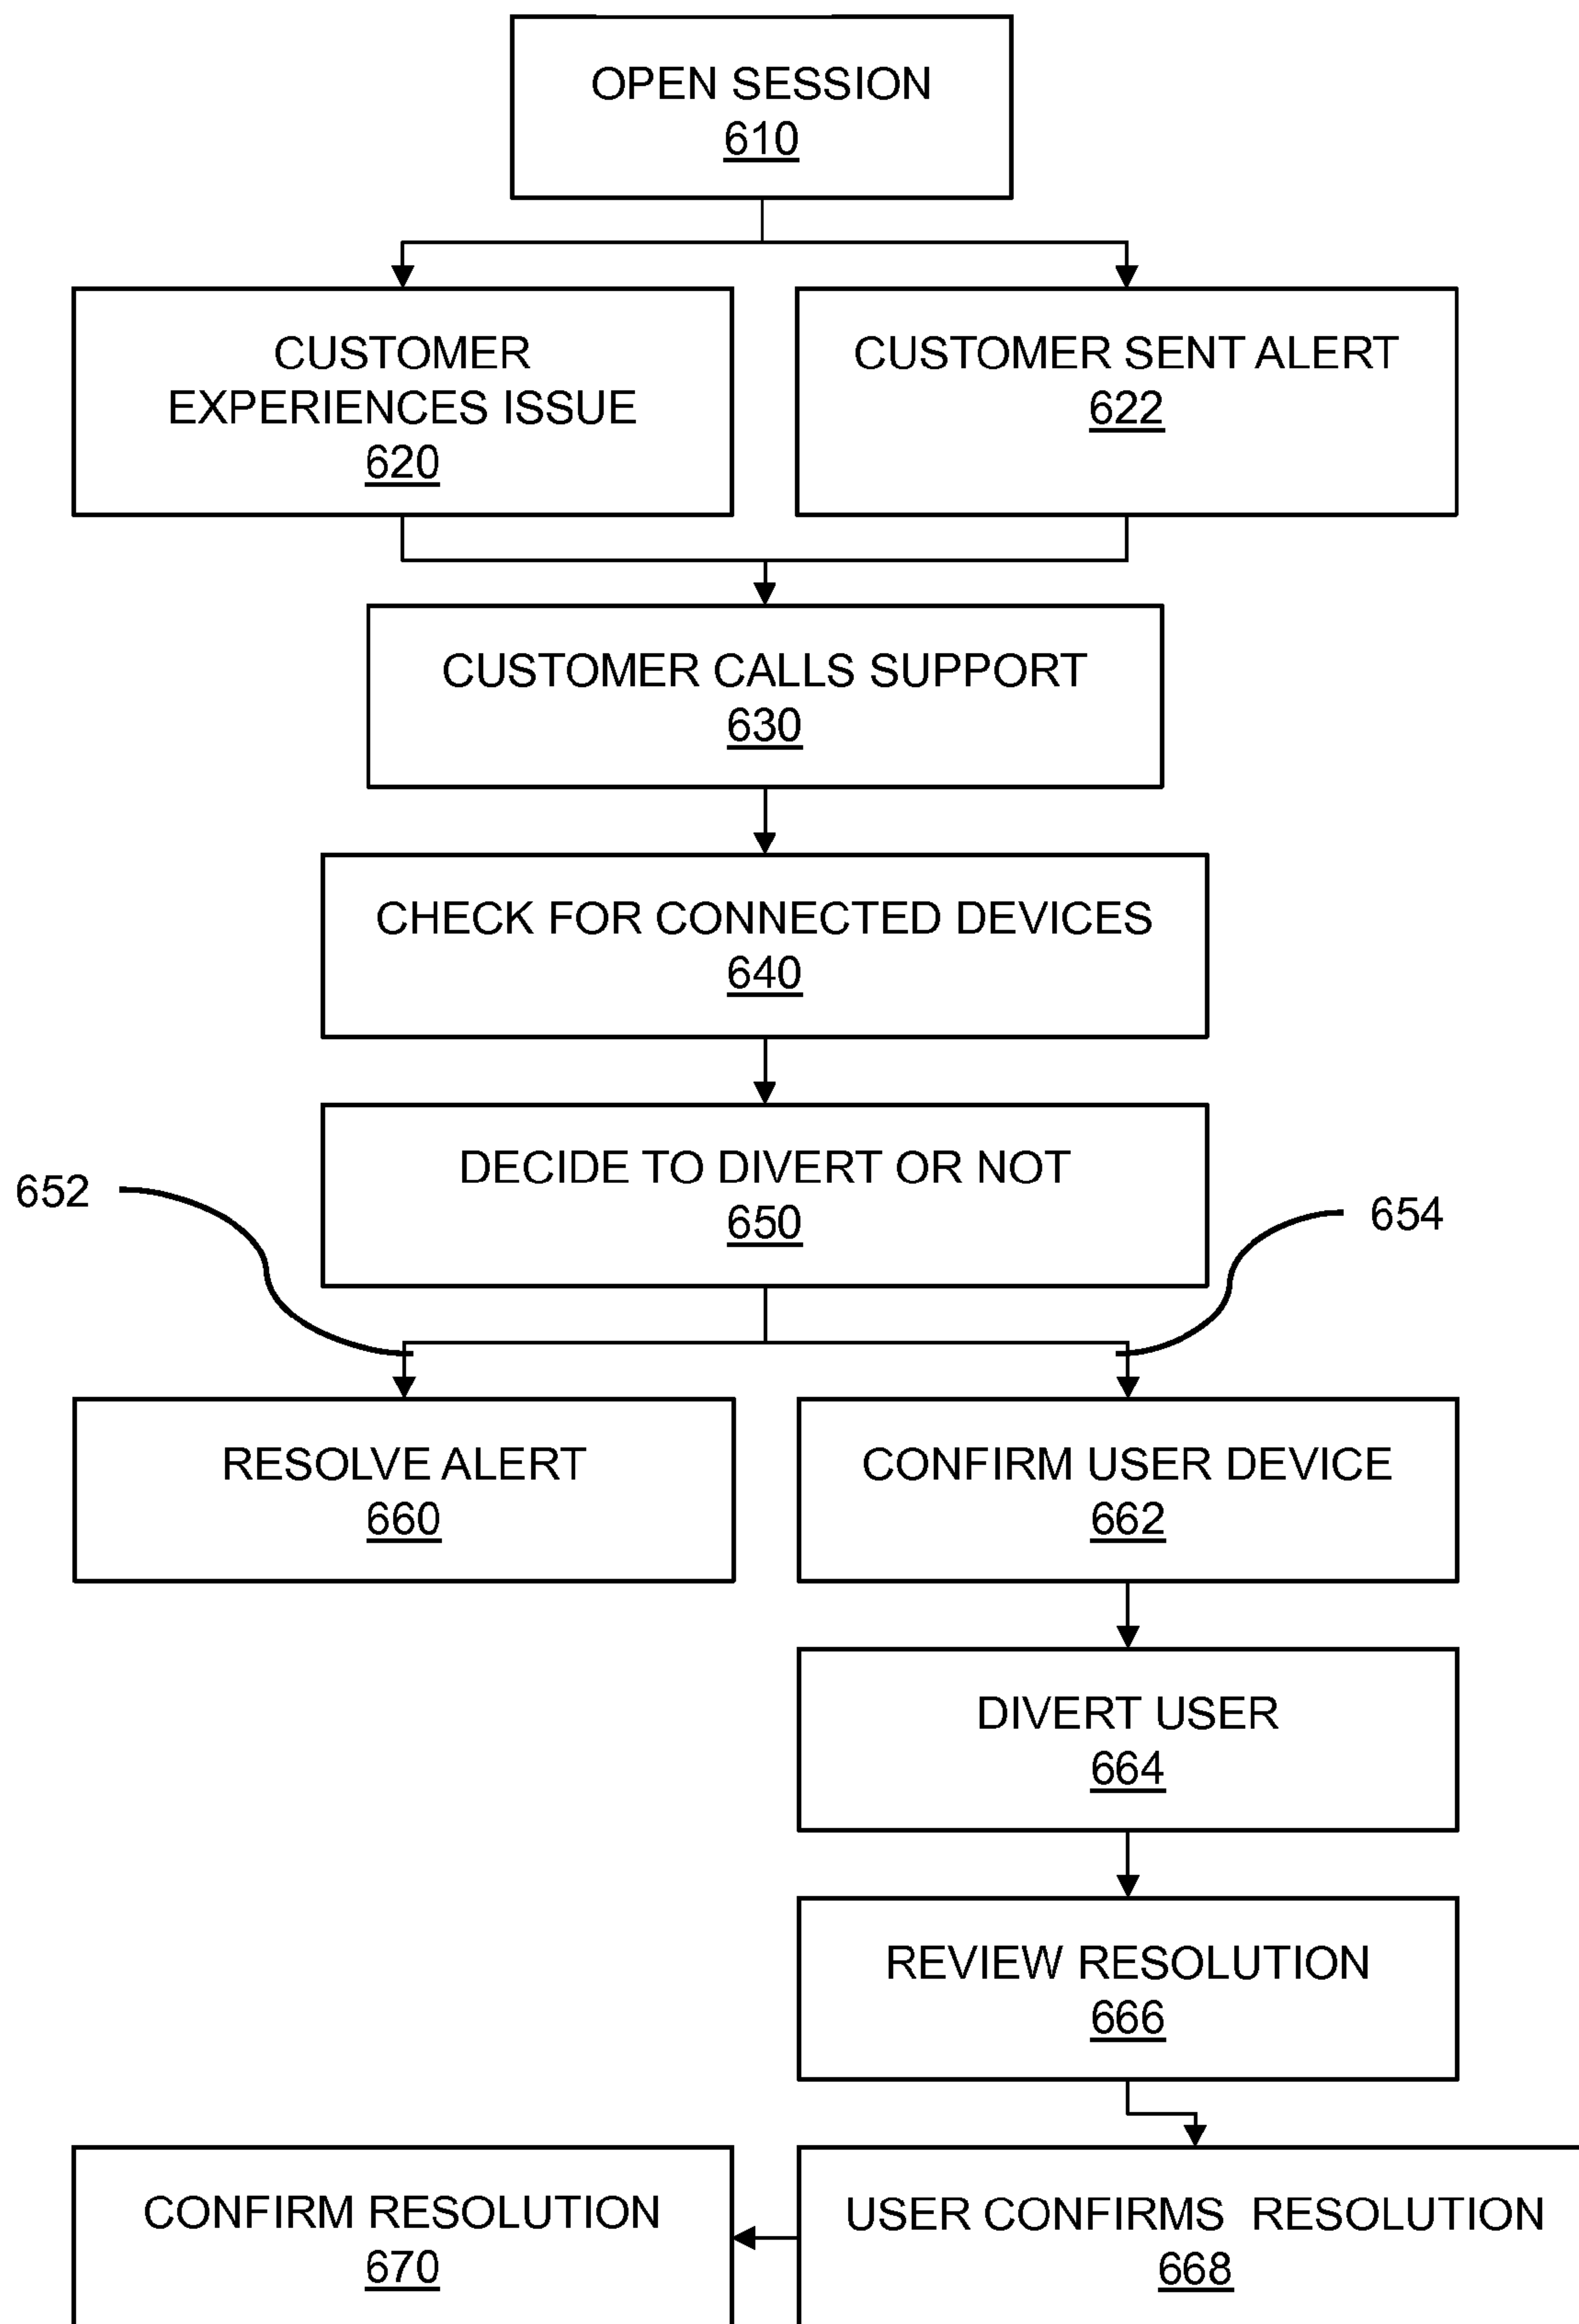 OPEN SESSION
610
CUSTOMER
EXPERIENCES ISSUE
620
CUSTOMER SENT ALERT
622
CUSTOMER CALLS SUPPORT
630
CHECK FOR CONNECTED DEVICES
640
DECIDE TO DIVERT OR NOT
650
652
654
RESOLVE ALERT
660
CONFIRM USER DEVICE
662
DIVERT USER
664
REVIEW RESOLUTION
666
CONFIRM RESOLUTION
670
USER CONFIRMS RESOLUTION
668